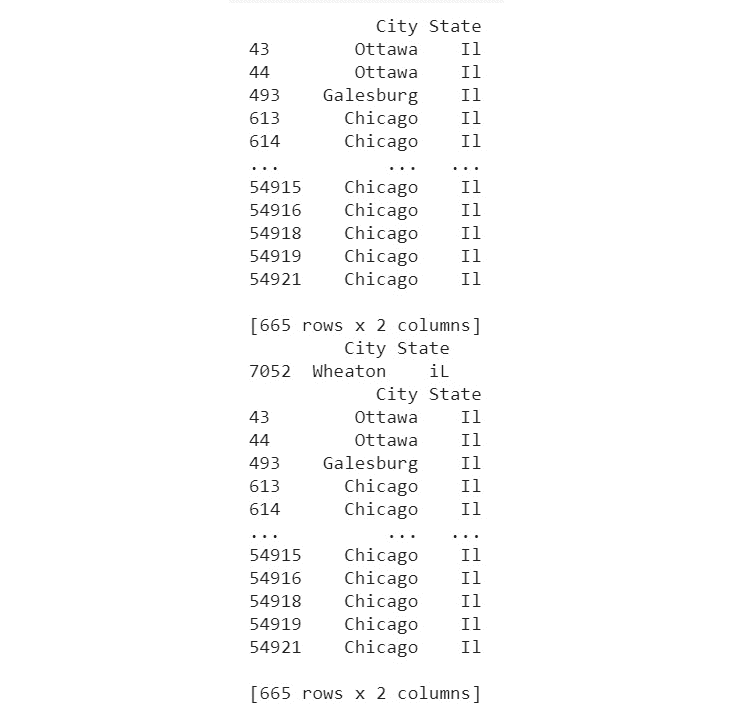 City State
43 Ottawa Il
44 Ottawa Il
493 Galesburg Il
613 Chicago Il
614 Chicago Il
... ... ...
54915 Chicago Il
54916 Chicago Il
54918 Chicago Il
54919 Chicago Il
54921 Chicago Il
[665 rows x 2 columns]
City State
7052 Wheaton iL
City State
43 Ottawa Il
44 Ottawa Il
493 Galesburg Il
613 Chicago Il
614 Chicago Il
... ... ...
54915 Chicago Il
54916 Chicago Il
54918 Chicago Il
54919 Chicago Il
54921 Chicago Il
[665 rows x 2 columns]